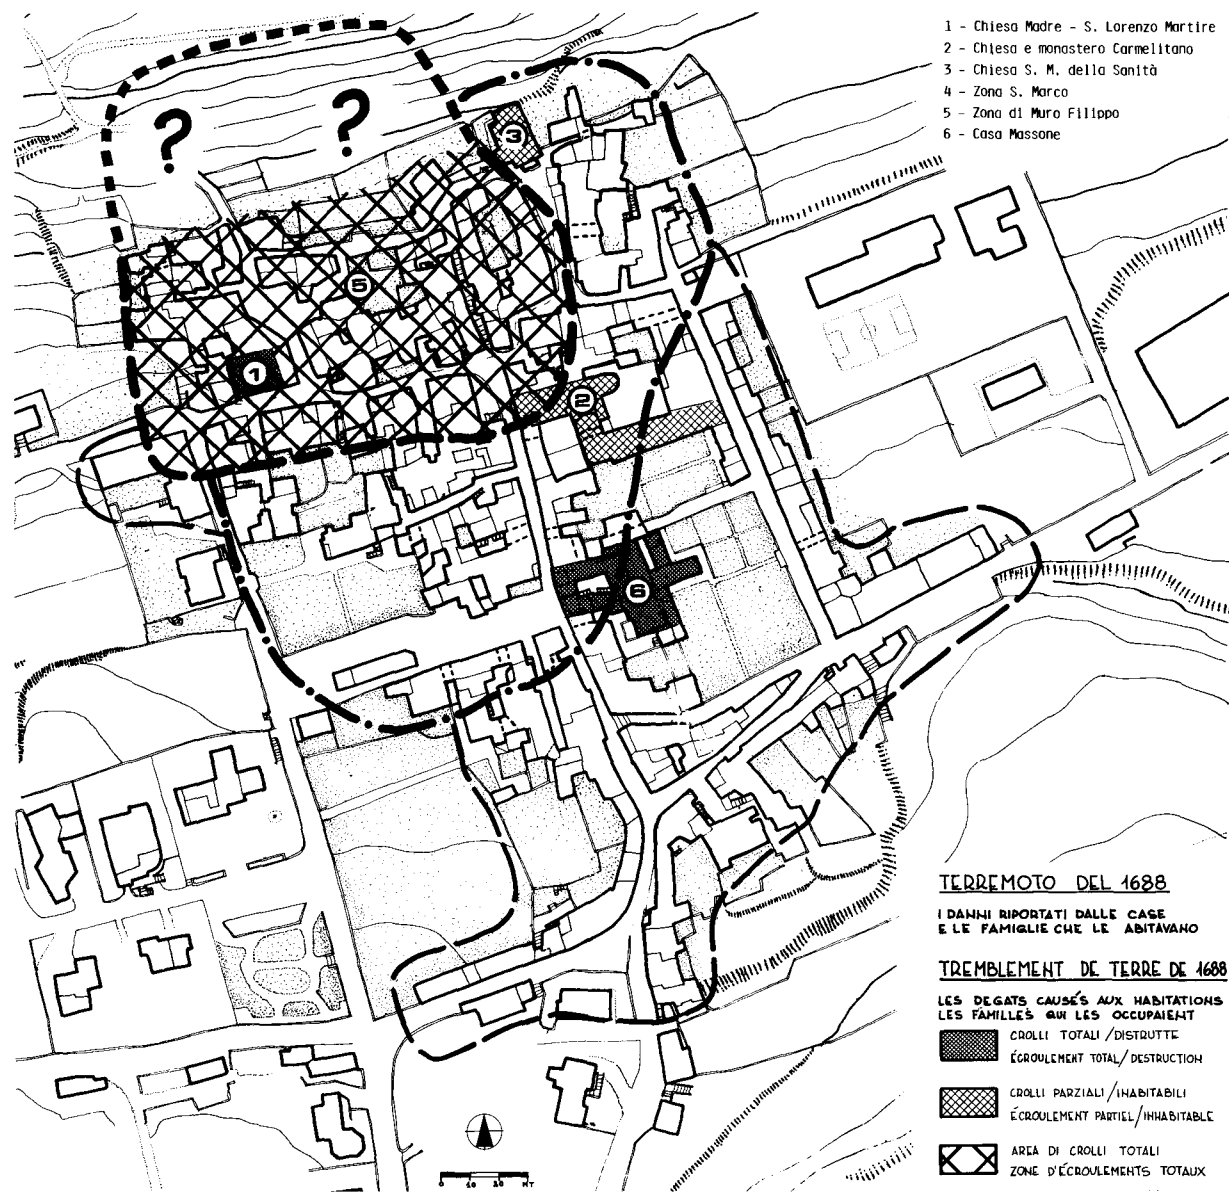 1 - Chiesa Madre - S. Lorenzo Martire
2 - Chiesa e monastero Carmelitano
3 - Chiesa S. M. della Sanità
4 - Zona S. Marco
5 - Zona di Muro Filippo
6 - Casa Massone
? ?
3
5
1
2
6
TERREMOTO DEL 1688
I DANNI RIPORTATI DALLE CASE
E LE FAMIGLIE CHE LE ABITAVANO
TREMBLEMENT DE TERRE DE 1688
LES DEGATS CAUSÉS AUX HABITATIONS
LES FAMILLES QUI LES OCCUPAIENT
CROLLI TOTALI / DISTRUTTE
ÉCROULEMENT TOTAL / DESTRUCTION
CROLLI PARZIALI / INABITABILI
ÉCROULEMENT PARTIEL / INHABITABLE
AREA DI CROLLI TOTALI
ZONE D'ÉCROULEMENTS TOTAUX
0 10 20 MT